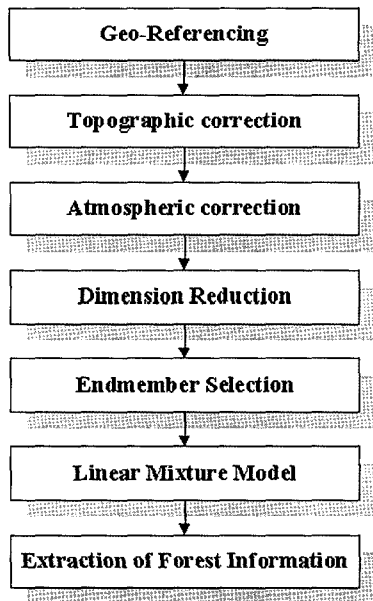 Geo-Referencing
Topographic correction
Atmospheric correction
Dimension Reduction
Endmember Selection
Linear Mixture Model
Extraction of Forest Information